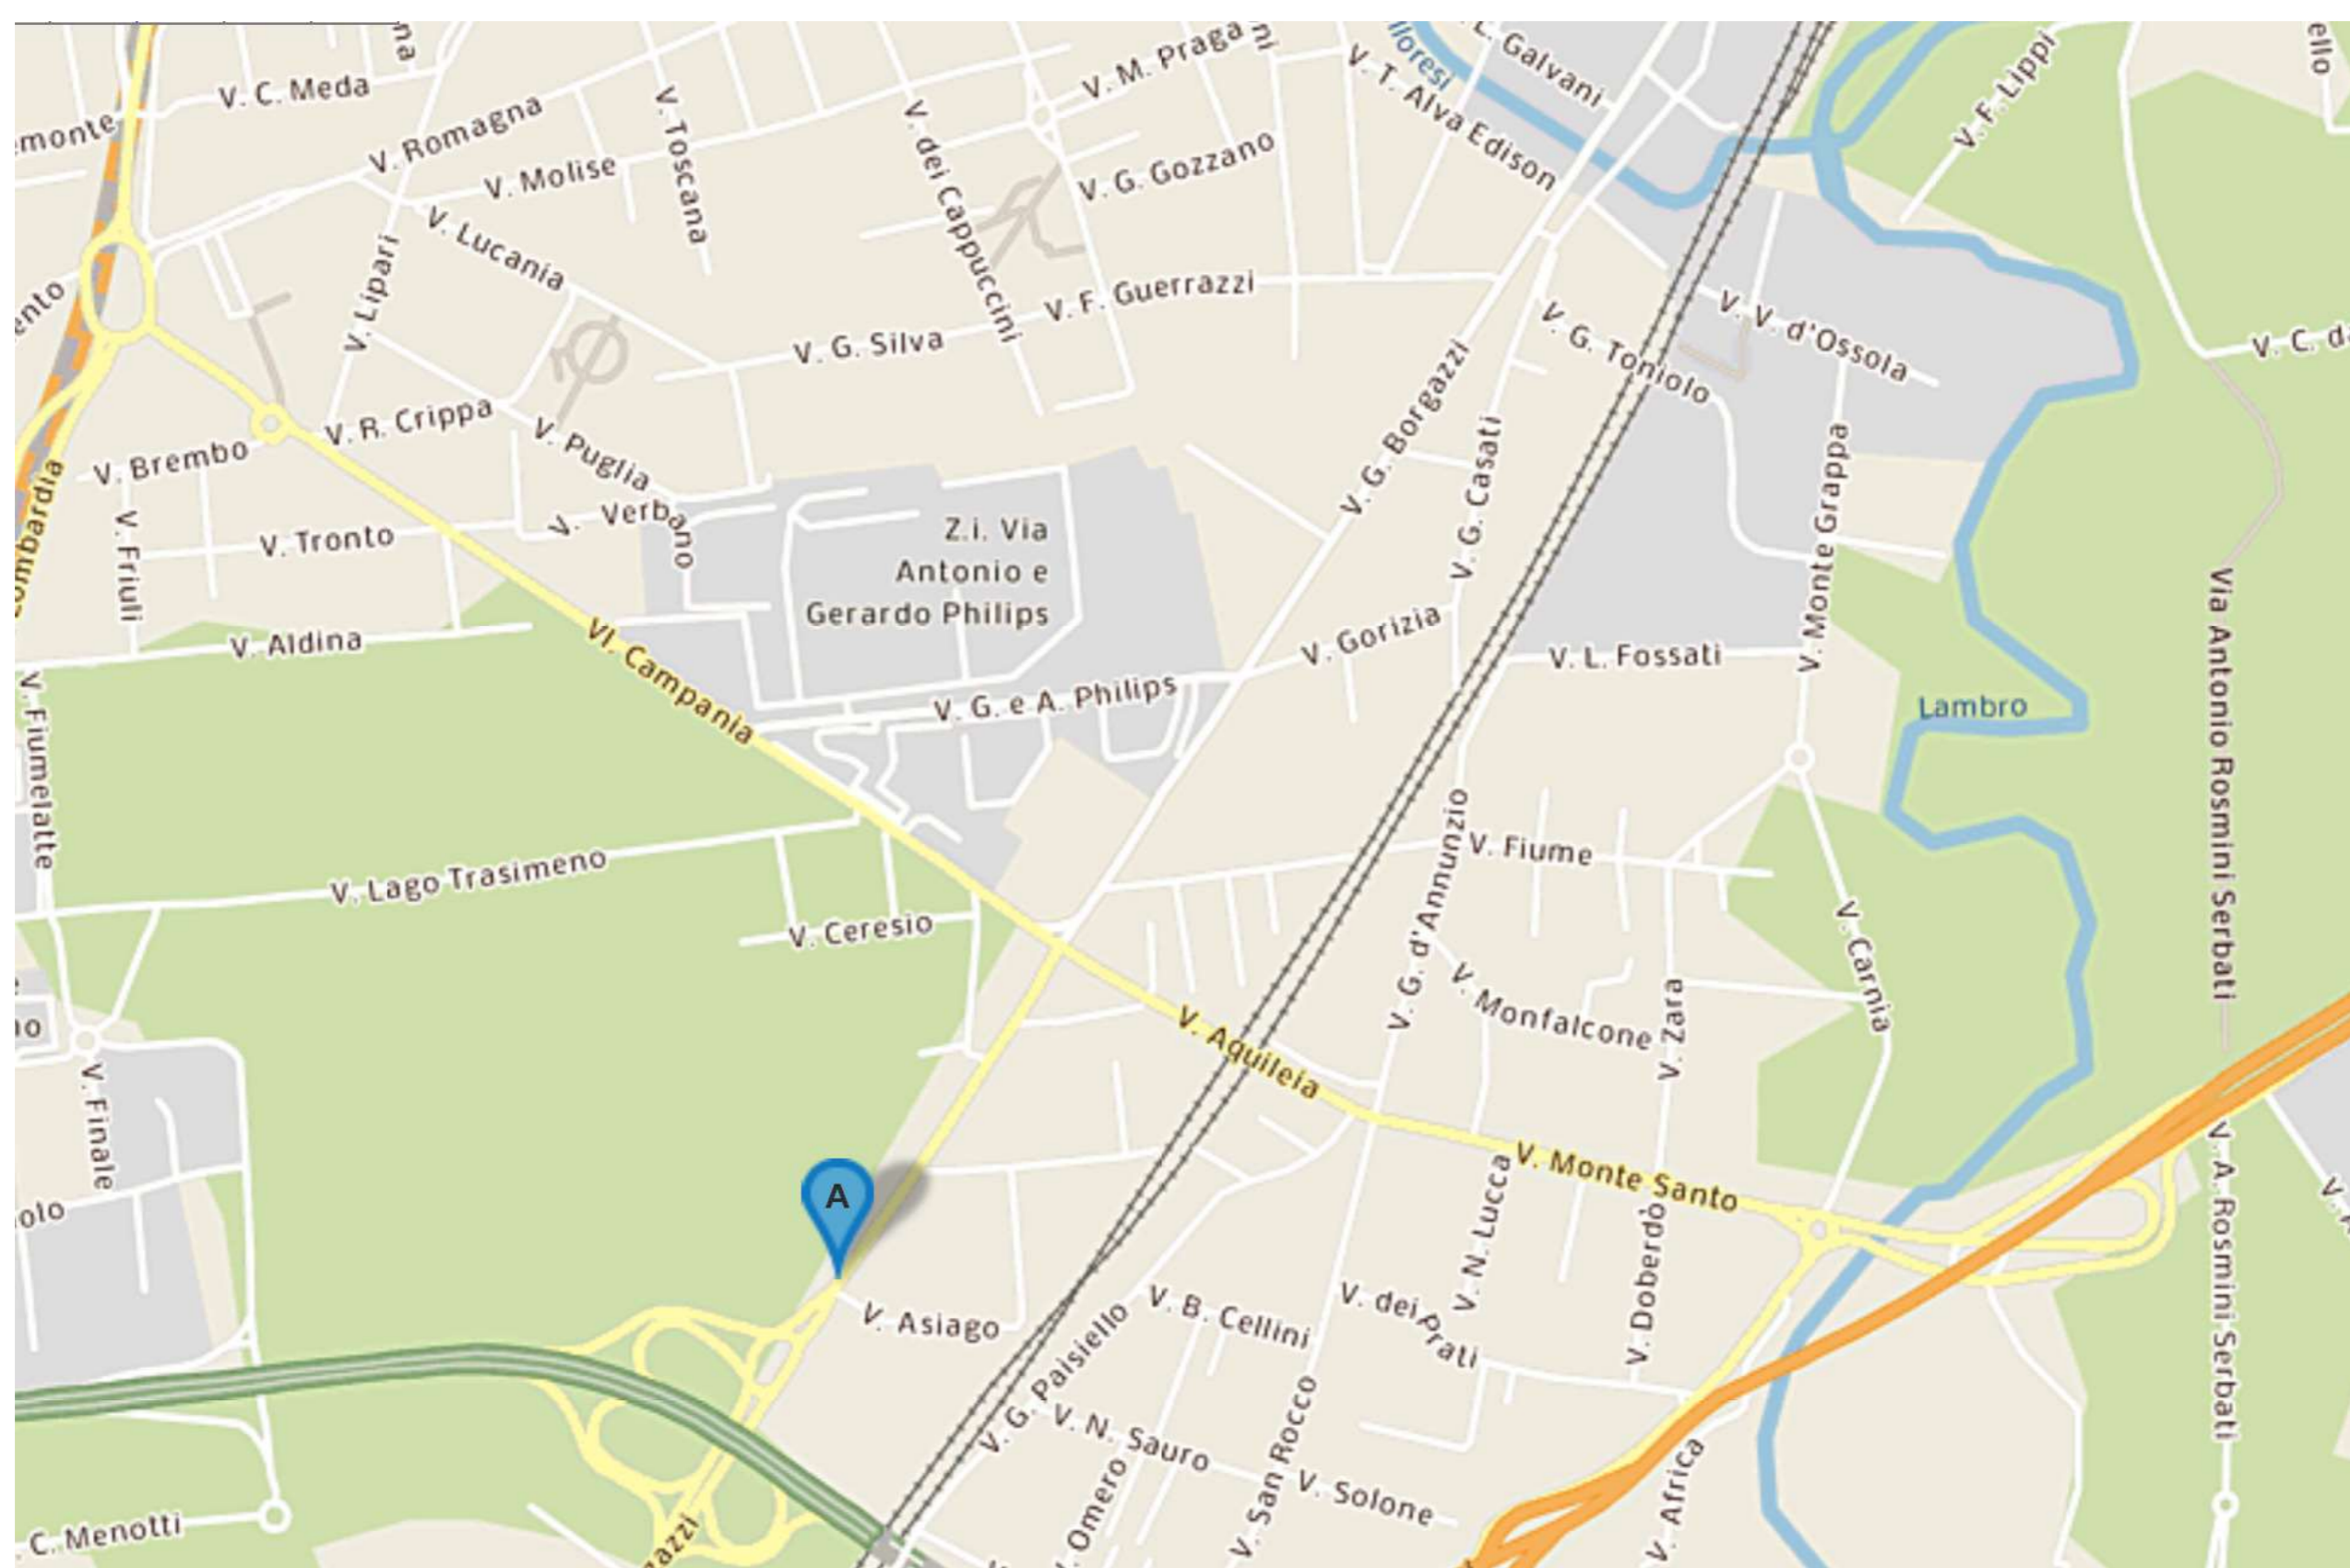 V. C. Meda
V. Romagna
V. Molise
V. Toscana
V. dei Cappuccini
V. M. Praga
V. G. Gozzano
V. T. Alva Edison
L. Galvani
V. F. Lippi
V. Lucania
V. Lipari
V. G. Silva
V. F. Guerrazzi
V. G. Toniolo
V. V. d'Ossola
V. R. Crippa
V. Brembo
V. Puglia
V. Verbano
V. Friuli
V. Tronto
V. G. Borgazzi
V. G. Casati
V. Monte Grappa
Z.i. Via
Antonio e
Gerardo Philips
V. Aldina
Vl. Campania
V. Gorizia
V. L. Fossati
V. G. e A. Philips
Lambro
Via Antonio Rosmini Serbati
V. Fiumelatte
V. Lago Trasimeno
V. Ceresio
V. Fiume
V. G. d'Annunzio
V. Carnia
V. Monfalcone
V. Zara
V. Aquileia
V. Finale
V. Monte Santo
A
V. N. Lucca
V. Doberdò
V. A. Rosmini Serbati
V. Asiago
V. B. Cellini
V. dei Prati
V. G. Paisiello
V. N. Sauro
V. San Rocco
V. Solone
Omero
V. Africa
C. Menotti